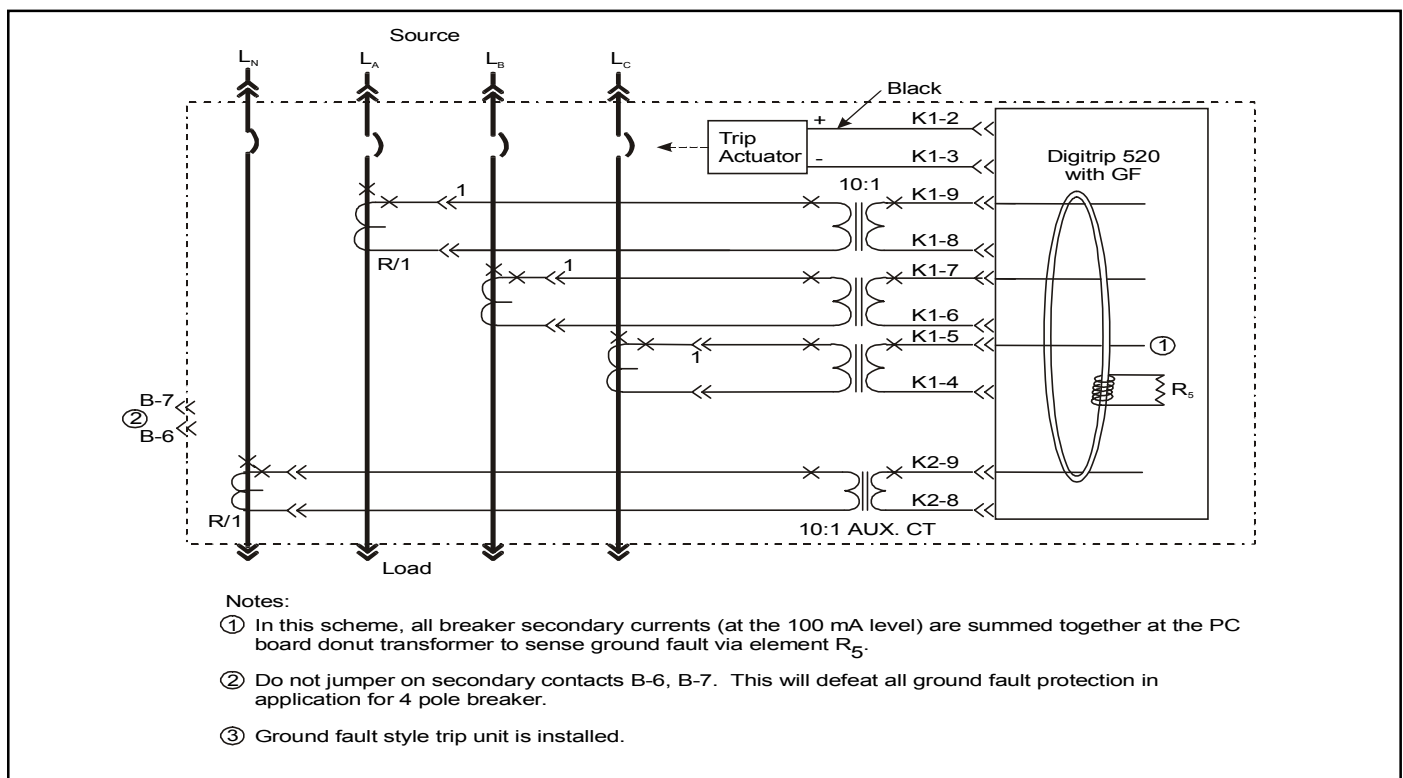 Source
L_N
L_A
L_B
L_C
Black
+
K1-2
Trip
Actuator
-
K1-3
Digitrip 520
with GF
1
10:1
K1-9
R/1
K1-8
1
K1-7
K1-6
K1-5
①
1
K1-4
R₅
B-7
②
B-6
K2-9
R/1
K2-8
10:1 AUX. CT
Load
Notes:
① In this scheme, all breaker secondary currents (at the 100 mA level) are summed together at the PC
board donut transformer to sense ground fault via element R₅.
② Do not jumper on secondary contacts B-6, B-7. This will defeat all ground fault protection in
application for 4 pole breaker.
③ Ground fault style trip unit is installed.